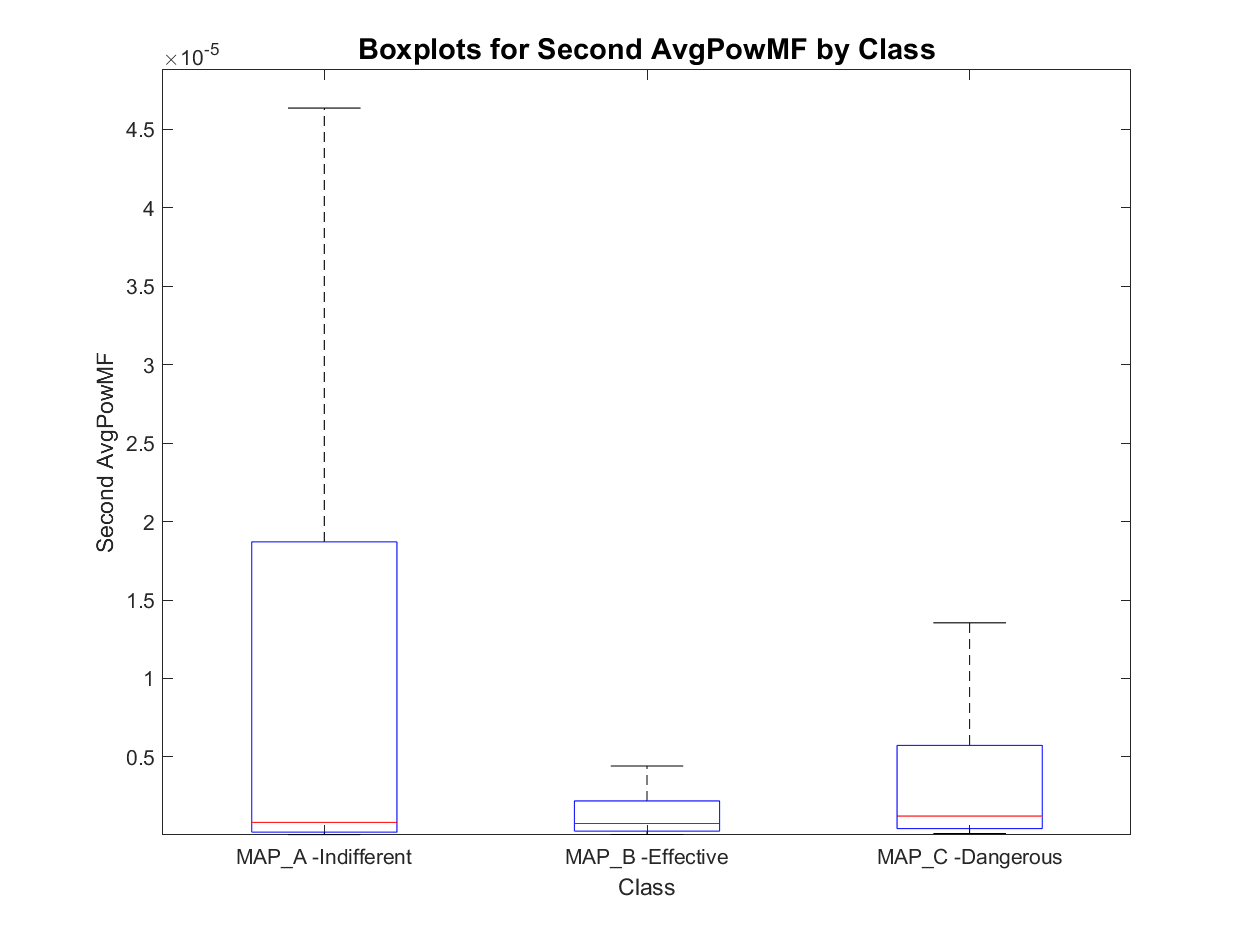 Boxplots for Second AvgPowMF by Class
×10-5
4.5
4
3.5
3
2.5
2
1.5
1
0.5
Second AvgPowMF
MAP_A -Indifferent
MAP_B -Effective
MAP_C -Dangerous
Class